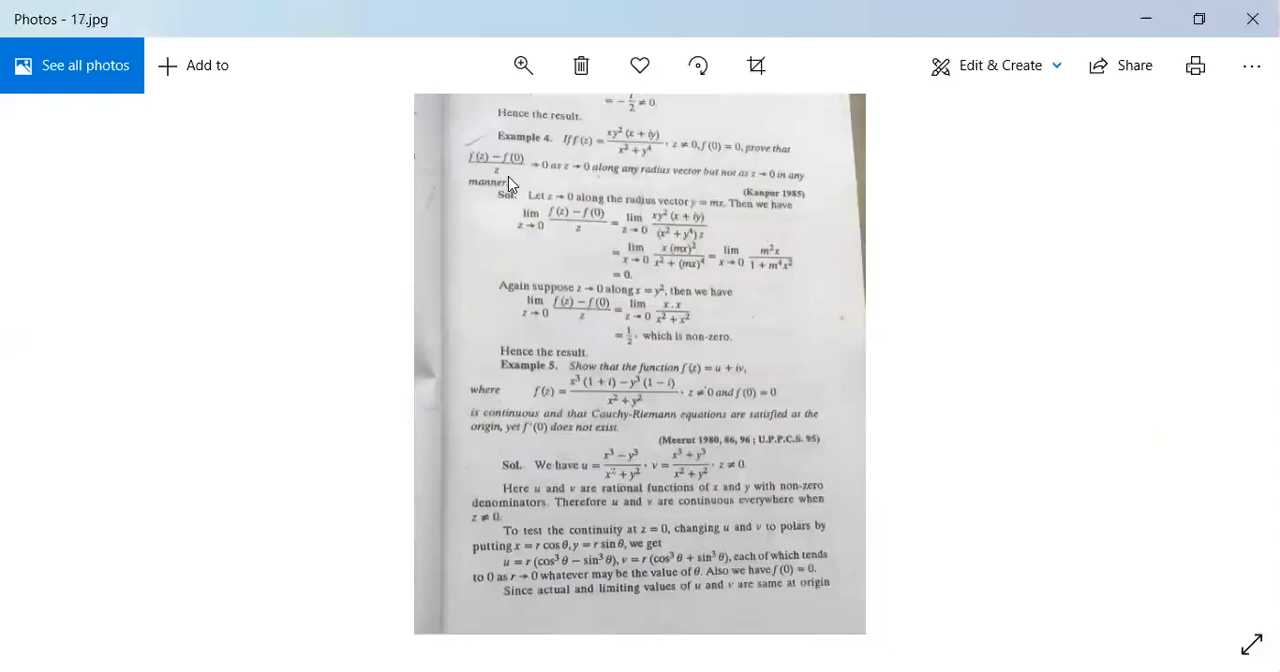 Photos - 17.jpg
See all photos
Add to
Edit & Create
Share
= - 1/2 ≠ 0.
Hence the result.
Example 4. If f (z) = xy² (x + iy) / x² + y⁴ , z ≠ 0, f (0) = 0, prove that
f (z) − f (0) / z → 0 as z → 0 along any radius vector but not as z → 0 in any
manner. (Kanpur 1985)
Sol. Let z → 0 along the radius vector y = mx. Then we have
lim z → 0 f (z) − f (0) / z = lim z → 0 xy² (x + iy) / (x² + y⁴) z
= lim x → 0 x (mx)² / x² + (mx)⁴ = lim x → 0 m²x / 1 + m⁴x²
= 0.
Again suppose z → 0 along x = y², then we have
lim z → 0 f (z) − f (0) / z = lim z → 0 x . x / x² + x²
= 1/2 , which is non-zero.
Hence the result.
Example 5. Show that the function f (z) = u + iv,
where f (z) = x³ (1 + i) − y³ (1 − i) / x² + y² , z ≠ 0 and f (0) = 0
is continuous and that Cauchy-Riemann equations are satisfied at the
origin, yet f ′ (0) does not exist.
(Meerut 1980, 86, 96 ; U.P.P.C.S. 95)
Sol. We have u = x³ − y³ / x² + y² , v = x³ + y³ / x² + y² , z ≠ 0.
Here u and v are rational functions of x and y with non-zero
denominators. Therefore u and v are continuous everywhere when
z ≠ 0.
To test the continuity at z = 0, changing u and v to polars by
putting x = r cos θ, y = r sin θ, we get
u = r (cos³ θ − sin³ θ), v = r (cos³ θ + sin³ θ), each of which tends
to 0 as r → 0 whatever may be the value of θ. Also we have f (0) = 0.
Since actual and limiting values of u and v are same at origin